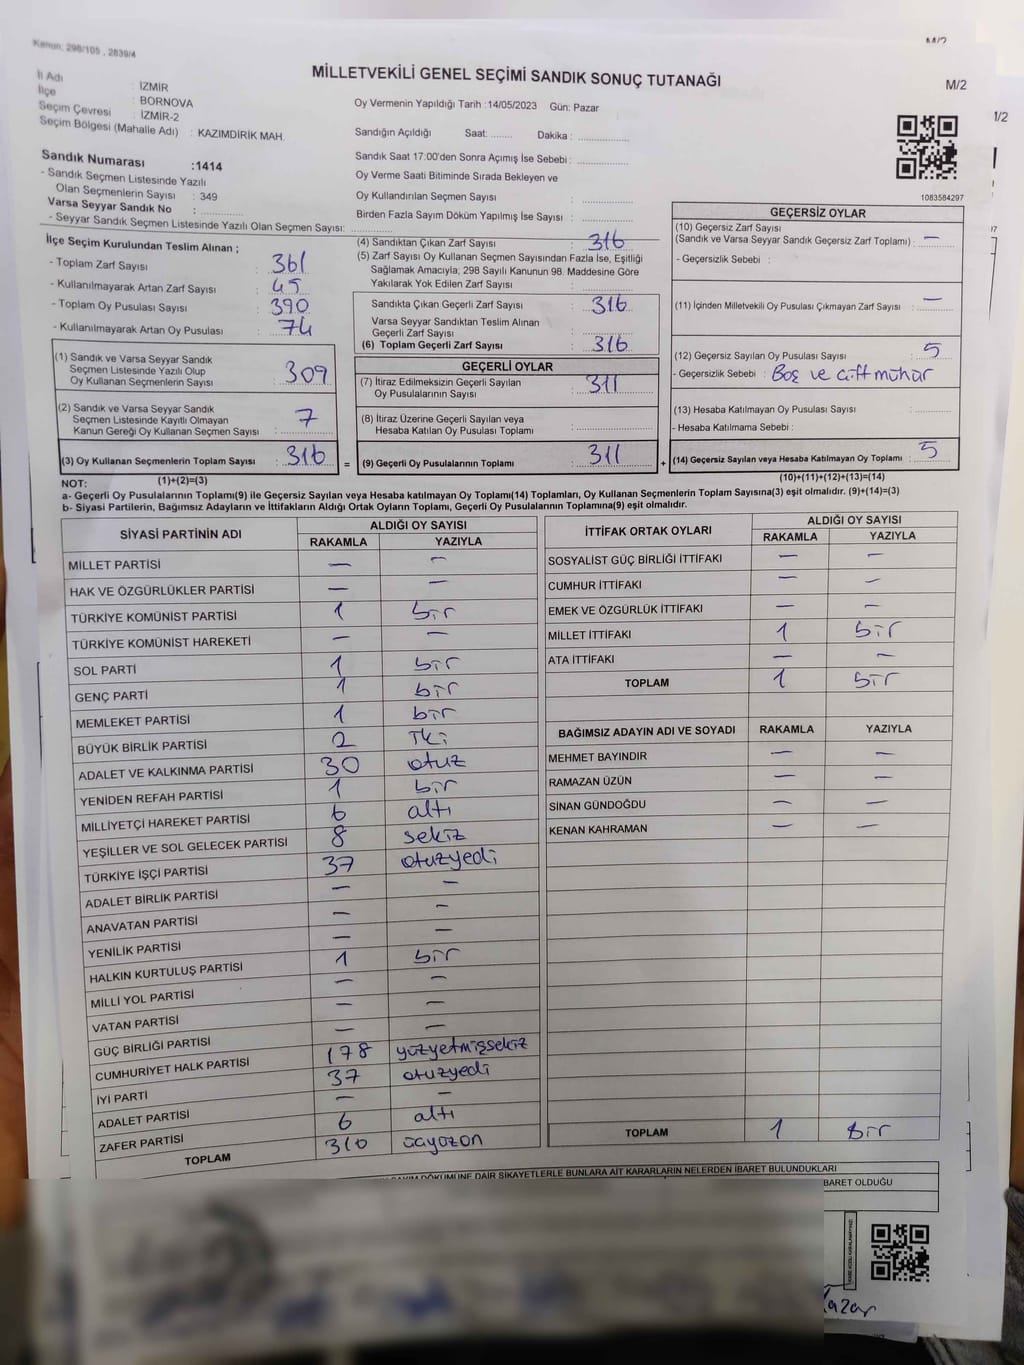 Kanun: 298/105 , 2839/4
M/2
MİLLETVEKİLİ GENEL SEÇİMİ SANDIK SONUÇ TUTANAĞI
M/2
1/2
İl Adı : İZMİR
İlçe : BORNOVA
Seçim Çevresi : İZMİR-2
Seçim Bölgesi (Mahalle Adı) : KAZIMDİRİK MAH.
Oy Vermenin Yapıldığı Tarih :14/05/2023 Gün: Pazar
Sandığın Açıldığı Saat: ........ Dakika : ..............
Sandık Saat 17:00'den Sonra Açımış İse Sebebi : ..............
Oy Verme Saati Bitiminde Sırada Bekleyen ve
Oy Kullandırılan Seçmen Sayısı : ..............
Birden Fazla Sayım Döküm Yapılmış İse Sayısı : ..............
1083584297
Sandık Numarası :1414
- Sandık Seçmen Listesinde Yazılı
Olan Seçmenlerin Sayısı : 349
Varsa Seyyar Sandık No : ..............
- Seyyar Sandık Seçmen Listesinde Yazılı Olan Seçmen Sayısı: ..............
İlçe Seçim Kurulundan Teslim Alınan ;
- Toplam Zarf Sayısı : 361
- Kullanılmayarak Artan Zarf Sayısı : 45
- Toplam Oy Pusulası Sayısı : 390
- Kullanılmayarak Artan Oy Pusulası : 74
(1) Sandık ve Varsa Seyyar Sandık
Seçmen Listesinde Yazılı Olup
Oy Kullanan Seçmenlerin Sayısı : 309
(2) Sandık ve Varsa Seyyar Sandık
Seçmen Listesinde Kayıtlı Olmayan
Kanun Gereği Oy Kullanan Seçmen Sayısı : 7
(3) Oy Kullanan Seçmenlerin Toplam Sayısı : 316
(4) Sandıktan Çıkan Zarf Sayısı : 316
(5) Zarf Sayısı Oy Kullanan Seçmen Sayısından Fazla İse, Eşitliği
Sağlamak Amacıyla; 298 Sayılı Kanunun 98. Maddesine Göre
Yakılarak Yok Edilen Zarf Sayısı : ..............
Sandıkta Çıkan Geçerli Zarf Sayısı : 316
Varsa Seyyar Sandıktan Teslim Alınan
Geçerli Zarf Sayısı : ..............
(6) Toplam Geçerli Zarf Sayısı : 316
GEÇERLİ OYLAR
(7) İtiraz Edilmeksizin Geçerli Sayılan
Oy Pusulalarının Sayısı : 311
(8) İtiraz Üzerine Geçerli Sayılan veya
Hesaba Katılan Oy Pusulası Toplamı : ..............
= (9) Geçerli Oy Pusulalarının Toplamı : 311 +
GEÇERSİZ OYLAR
(10) Geçersiz Zarf Sayısı
(Sandık ve Varsa Seyyar Sandık Geçersiz Zarf Toplamı) : —
- Geçersizlik Sebebi :
(11) İçinden Milletvekili Oy Pusulası Çıkmayan Zarf Sayısı : —
(12) Geçersiz Sayılan Oy Pusulası Sayısı : 5
- Geçersizlik Sebebi : Boş ve çift mühür
(13) Hesaba Katılmayan Oy Pusulası Sayısı : ..............
- Hesaba Katılmama Sebebi :
(14) Geçersiz Sayılan veya Hesaba Katılmayan Oy Toplamı : 5
NOT: (1)+(2)=(3) (10)+(11)+(12)+(13)=(14)
a- Geçerli Oy Pusulalarının Toplamı(9) ile Geçersiz Sayılan veya Hesaba katılmayan Oy Toplamı(14) Toplamları, Oy Kullanan Seçmenlerin Toplam Sayısına(3) eşit olmalıdır. (9)+(14)=(3)
b- Siyasi Partilerin, Bağımsız Adayların ve İttifakların Aldığı Ortak Oyların Toplamı, Geçerli Oy Pusulalarının Toplamına(9) eşit olmalıdır.
SİYASİ PARTİNİN ADI ALDIĞI OY SAYISI
RAKAMLA YAZIYLA
MİLLET PARTİSİ — —
HAK VE ÖZGÜRLÜKLER PARTİSİ — —
TÜRKİYE KOMÜNİST PARTİSİ 1 bir
TÜRKİYE KOMÜNİST HAREKETİ — —
SOL PARTİ 1 bir
GENÇ PARTİ 1 bir
MEMLEKET PARTİSİ 1 bir
BÜYÜK BİRLİK PARTİSİ 2 İki
ADALET VE KALKINMA PARTİSİ 30 otuz
YENİDEN REFAH PARTİSİ 1 bir
MİLLİYETÇİ HAREKET PARTİSİ 6 altı
YEŞİLLER VE SOL GELECEK PARTİSİ 8 sekiz
TÜRKİYE İŞÇİ PARTİSİ 37 otuzyedi
ADALET BİRLİK PARTİSİ — —
ANAVATAN PARTİSİ — —
YENİLİK PARTİSİ — —
HALKIN KURTULUŞ PARTİSİ 1 bir
MİLLİ YOL PARTİSİ — —
VATAN PARTİSİ — —
GÜÇ BİRLİĞİ PARTİSİ — —
CUMHURİYET HALK PARTİSİ 178 yüzyetmişsekiz
İYİ PARTİ 37 otuzyedi
ADALET PARTİSİ — —
ZAFER PARTİSİ 6 altı
TOPLAM 310 üçyüzon
İTTİFAK ORTAK OYLARI ALDIĞI OY SAYISI
RAKAMLA YAZIYLA
SOSYALİST GÜÇ BİRLİĞİ İTTİFAKI — —
CUMHUR İTTİFAKI — —
EMEK VE ÖZGÜRLÜK İTTİFAKI — —
MİLLET İTTİFAKI 1 bir
ATA İTTİFAKI — —
TOPLAM 1 bir
BAĞIMSIZ ADAYIN ADI VE SOYADI RAKAMLA YAZIYLA
MEHMET BAYINDIR — —
RAMAZAN ÜZÜN — —
SİNAN GÜNDOĞDU — —
KENAN KAHRAMAN — —
TOPLAM 1 Bir
DÖKÜMÜNE DAİR ŞİKAYETLERLE BUNLARA AİT KARARLARIN NELERDEN İBARET BULUNDUKLARI
BARET OLDUĞU